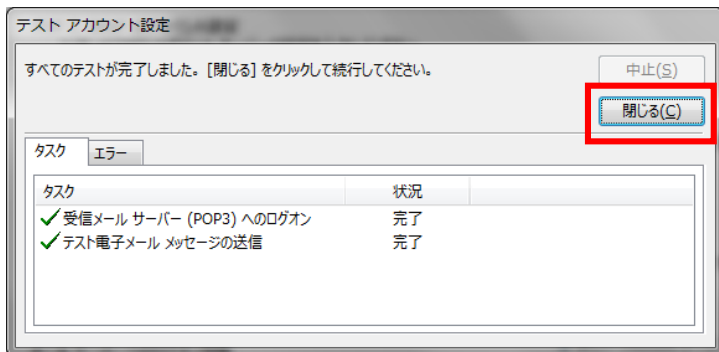 テスト アカウント設定
すべてのテストが完了しました。[閉じる] をクリックして続行してください。
中止(S)
閉じる(C)
タスク エラー
タスク 状況
受信メール サーバー (POP3) へのログオン 完了
テスト電子メール メッセージの送信 完了